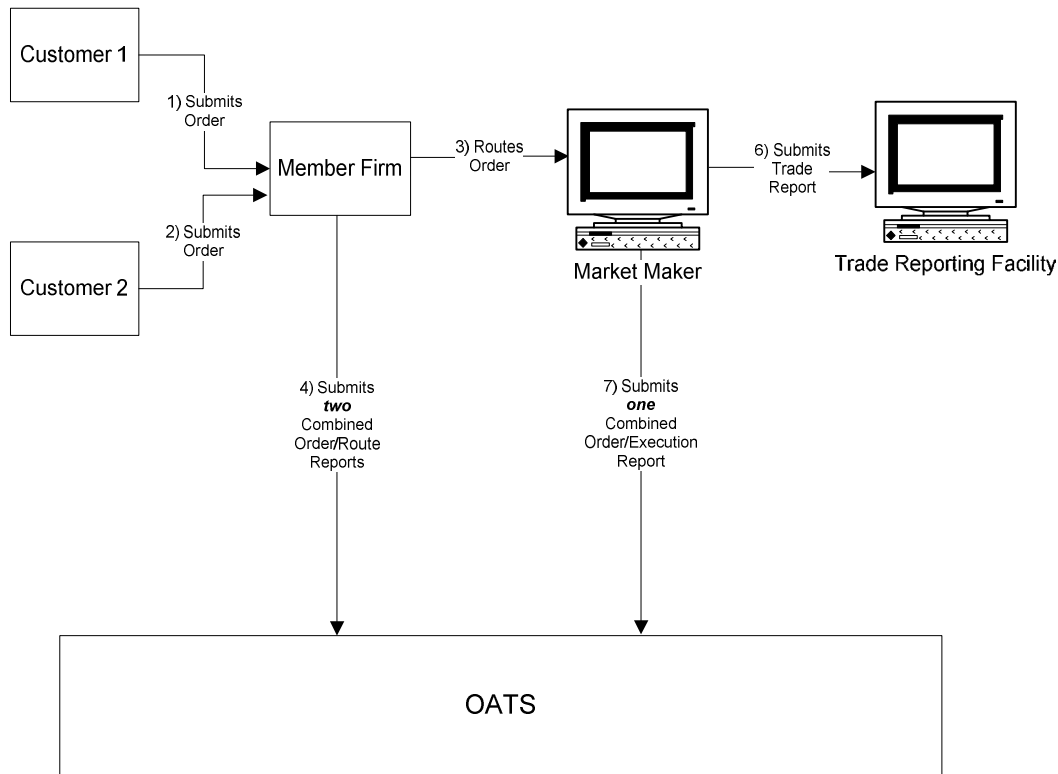 Customer 1
1) Submits
Order
Member Firm
3) Routes
Order
6) Submits
Trade
Report
2) Submits
Order
Customer 2
Market Maker
Trade Reporting Facility
4) Submits
two
Combined
Order/Route
Reports
7) Submits
one
Combined
Order/Execution
Report
OATS